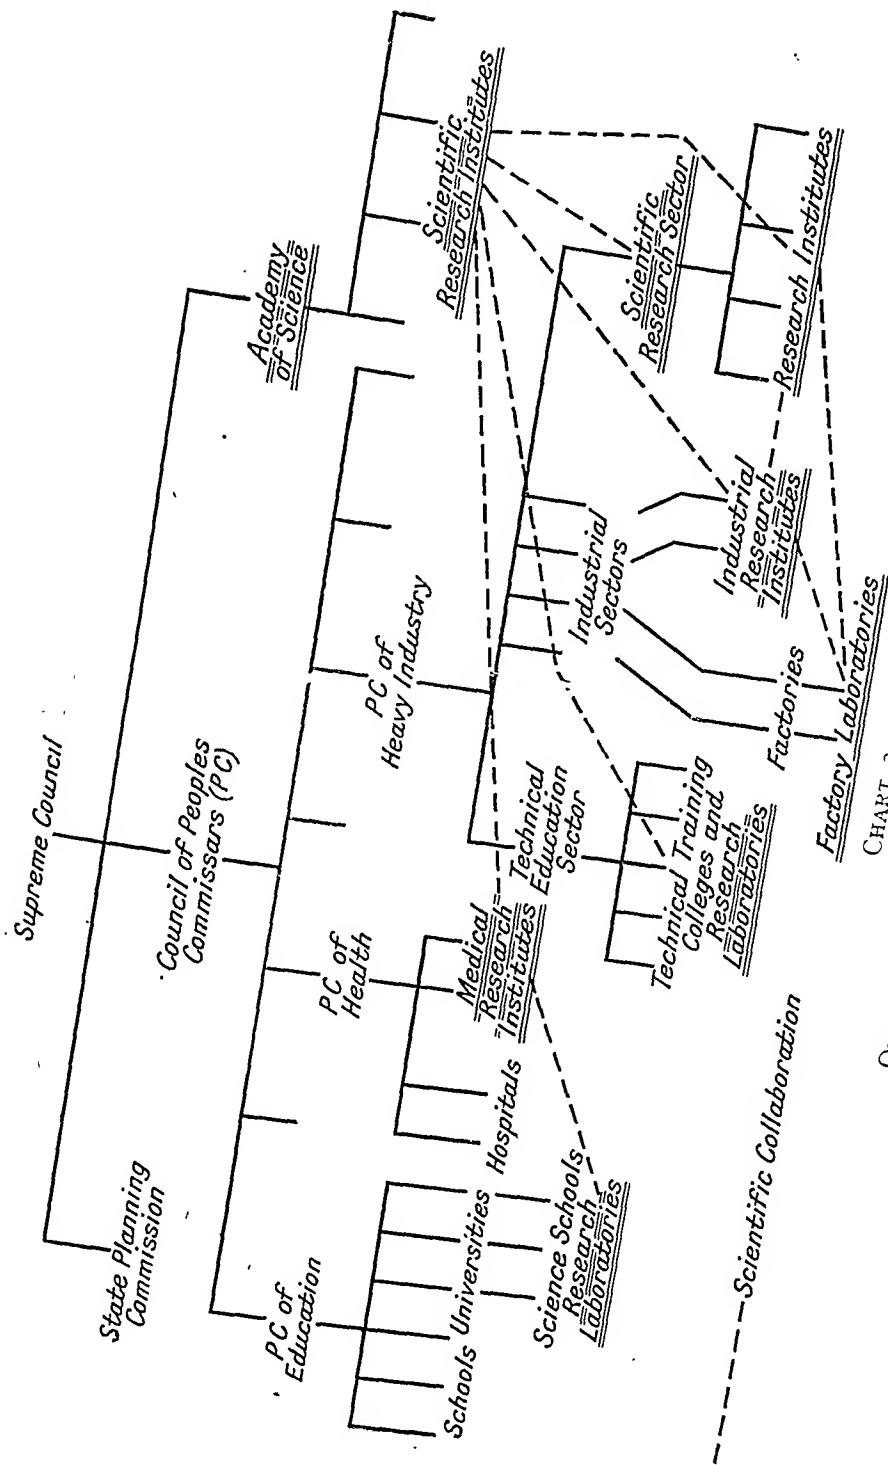 Supreme Council
State Planning
Commission
Council of Peoples
Commissars (PC)
Academy
of Science
PC of
Education
PC of
Health
PC of
Heavy Industry
Scientific
Research Institutes
Schools
Universities
Hospitals
Medical
Research
Institutes
Technical
Education
Sector
Industrial
Sectors
Scientific
Research Sector
Science Schools
Research
Laboratories
Technical Training
Colleges and
Research
Laboratories
Factories
Factory Laboratories
Industrial
Research
Institutes
Research Institutes
Scientific Collaboration